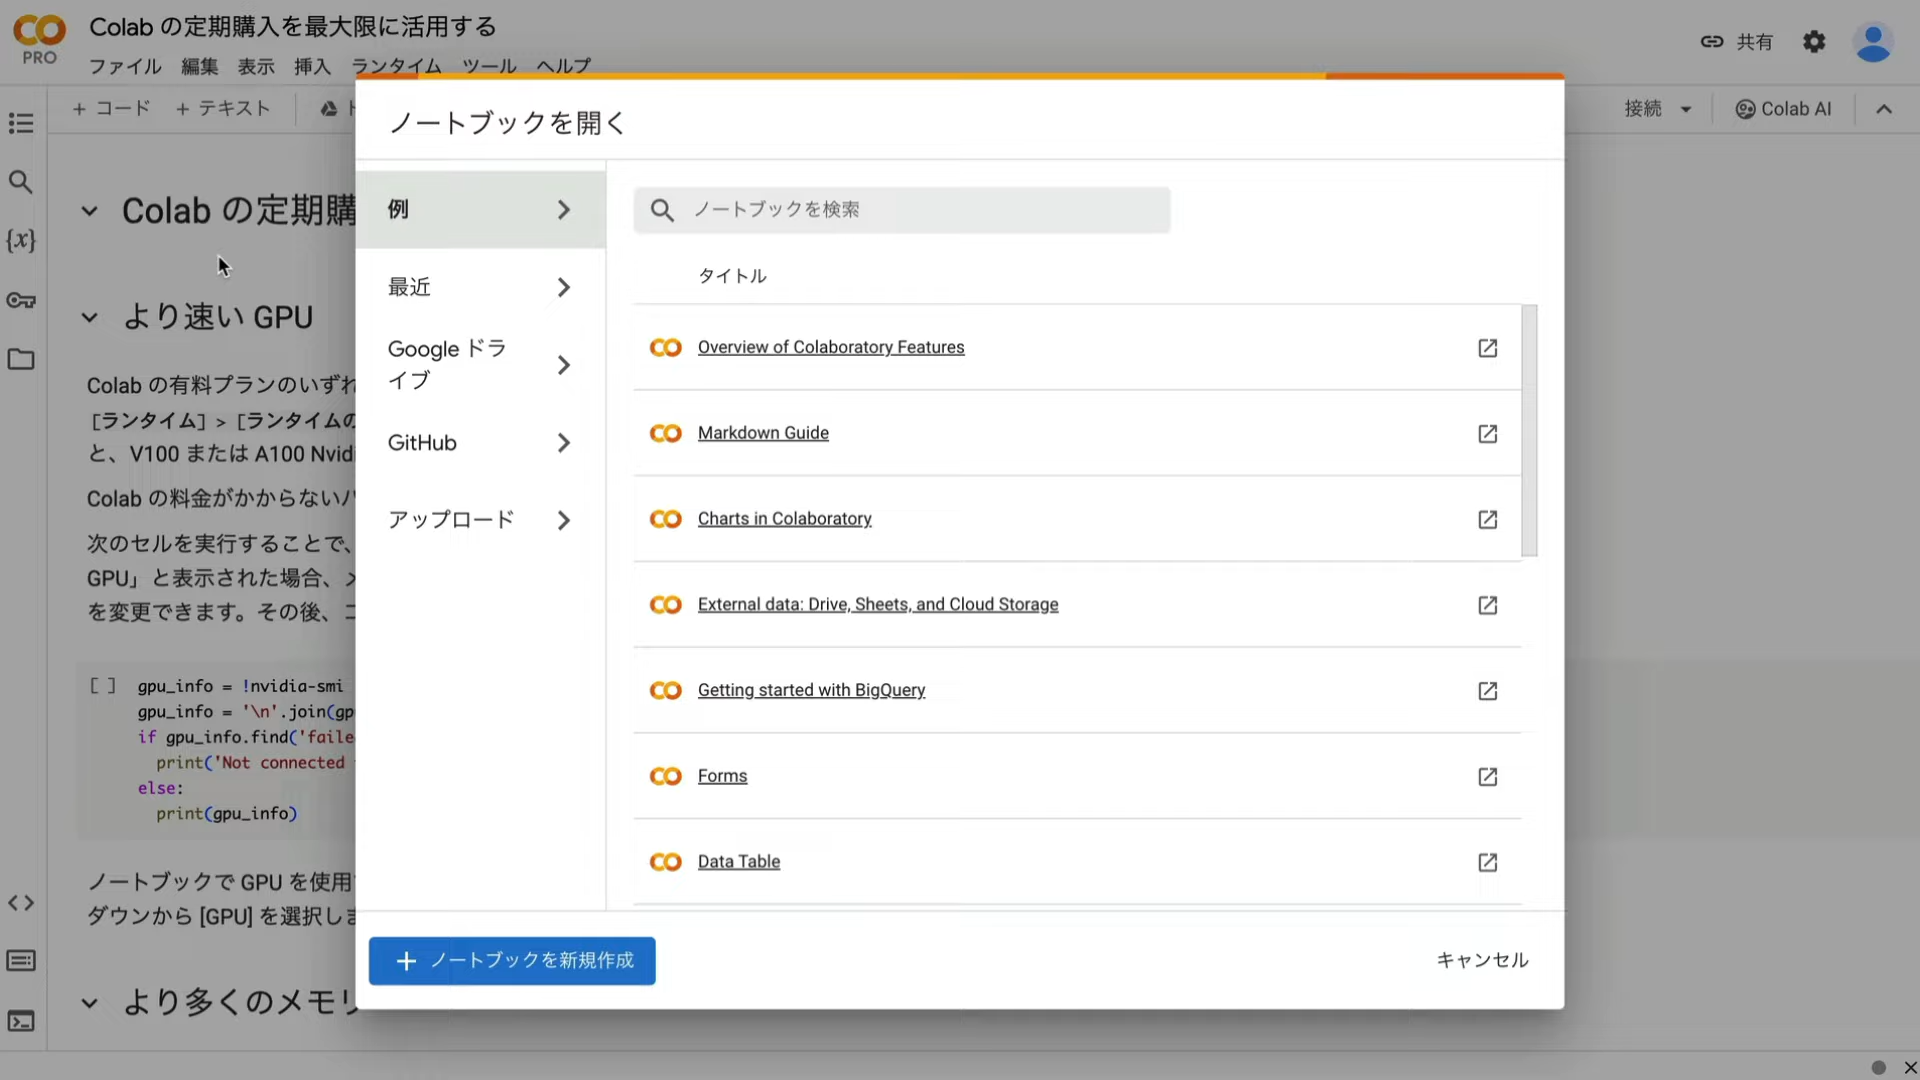 Colab の定期購入を最大限に活用する
PRO
ファイル 編集 表示 挿入 ランタイム ツール ヘルプ
共有
+ コード + テキスト
接続
Colab AI
ノートブックを開く
例
最近
Google ドラ
イブ
GitHub
アップロード
ノートブックを検索
タイトル
Overview of Colaboratory Features
Markdown Guide
Charts in Colaboratory
External data: Drive, Sheets, and Cloud Storage
Getting started with BigQuery
Forms
Data Table
+ ノートブックを新規作成
キャンセル
Colab の定期購
より速い GPU
Colab の有料プランのいずれ
[ランタイム] > [ランタイムの
と、V100 または A100 Nvidi
Colab の料金がかからないハ
次のセルを実行することで、
GPU」と表示された場合、メ
を変更できます。その後、コ
[ ] gpu_info = !nvidia-smi
gpu_info = '\n'.join(gp
if gpu_info.find('faile
print('Not connected
else:
print(gpu_info)
ノートブックで GPU を使用
ダウンから [GPU] を選択しま
より多くのメモリ
{x}